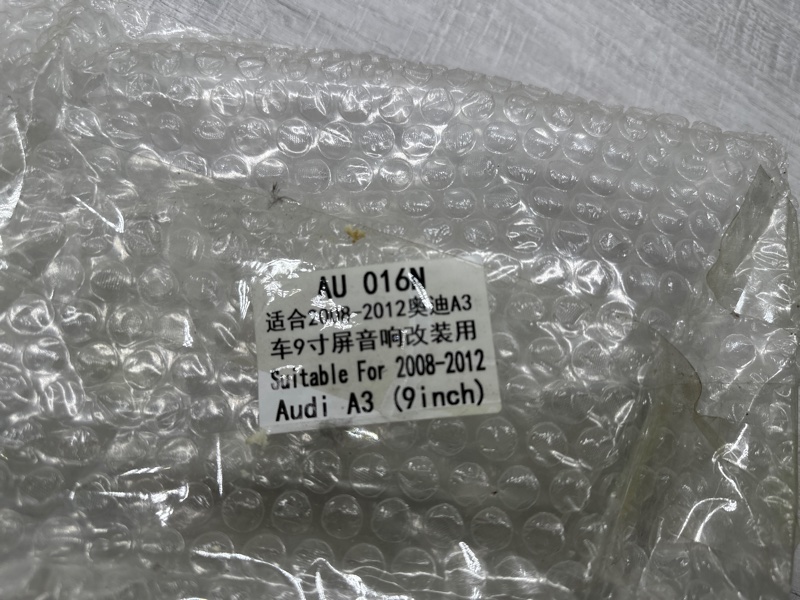 AU 016N
适合2008-2012奥迪A3
车9寸屏音响改装用
Suitable For 2008-2012
Audi A3 (9inch)